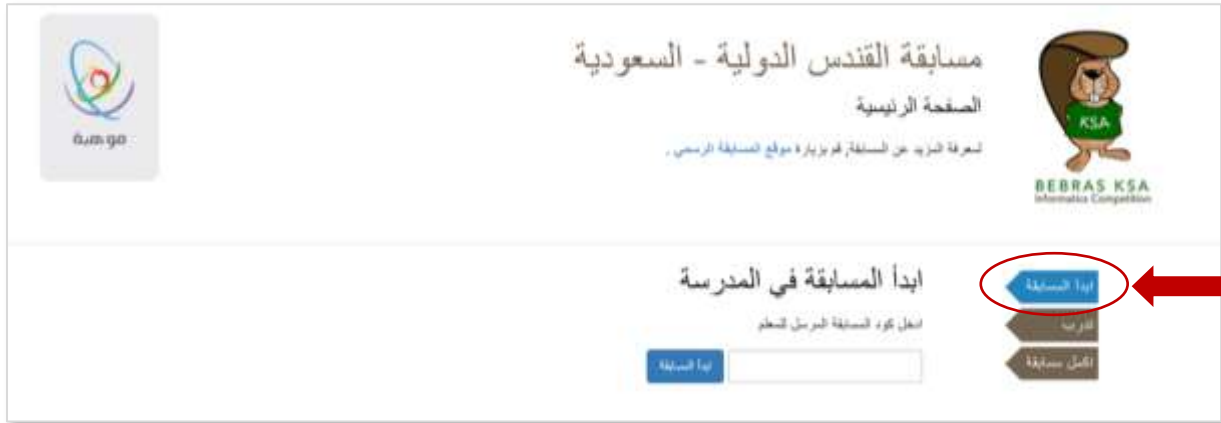 مسابقة القندس الدولية - السعودية
الصفحة الرئيسية
لمعرفة المزيد عن المسابقة, قم بزيارة موقع المسابقة الرسمي .
موهبة
KSA
BEBRAS KSA
Informatics Competition
ابدأ المسابقة
تدرب
اكمل مسابقة
ابدأ المسابقة في المدرسة
ادخل كود المسابقة المرسل للمعلم
ابدأ المسابقة